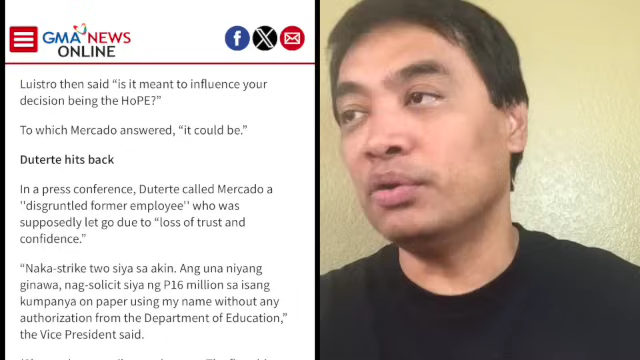 GMA NEWS
ONLINE
f X
Luistro then said “is it meant to influence your
decision being the HoPE?”
To which Mercado answered, “it could be.”
Duterte hits back
In a press conference, Duterte called Mercado a
''disgruntled former employee'' who was
supposedly let go due to “loss of trust and
confidence.”
“Naka-strike two siya sa akin. Ang una niyang
ginawa, nag-solicit siya ng P16 million sa isang
kumpanya on paper using my name without any
authorization from the Department of Education,”
the Vice President said.